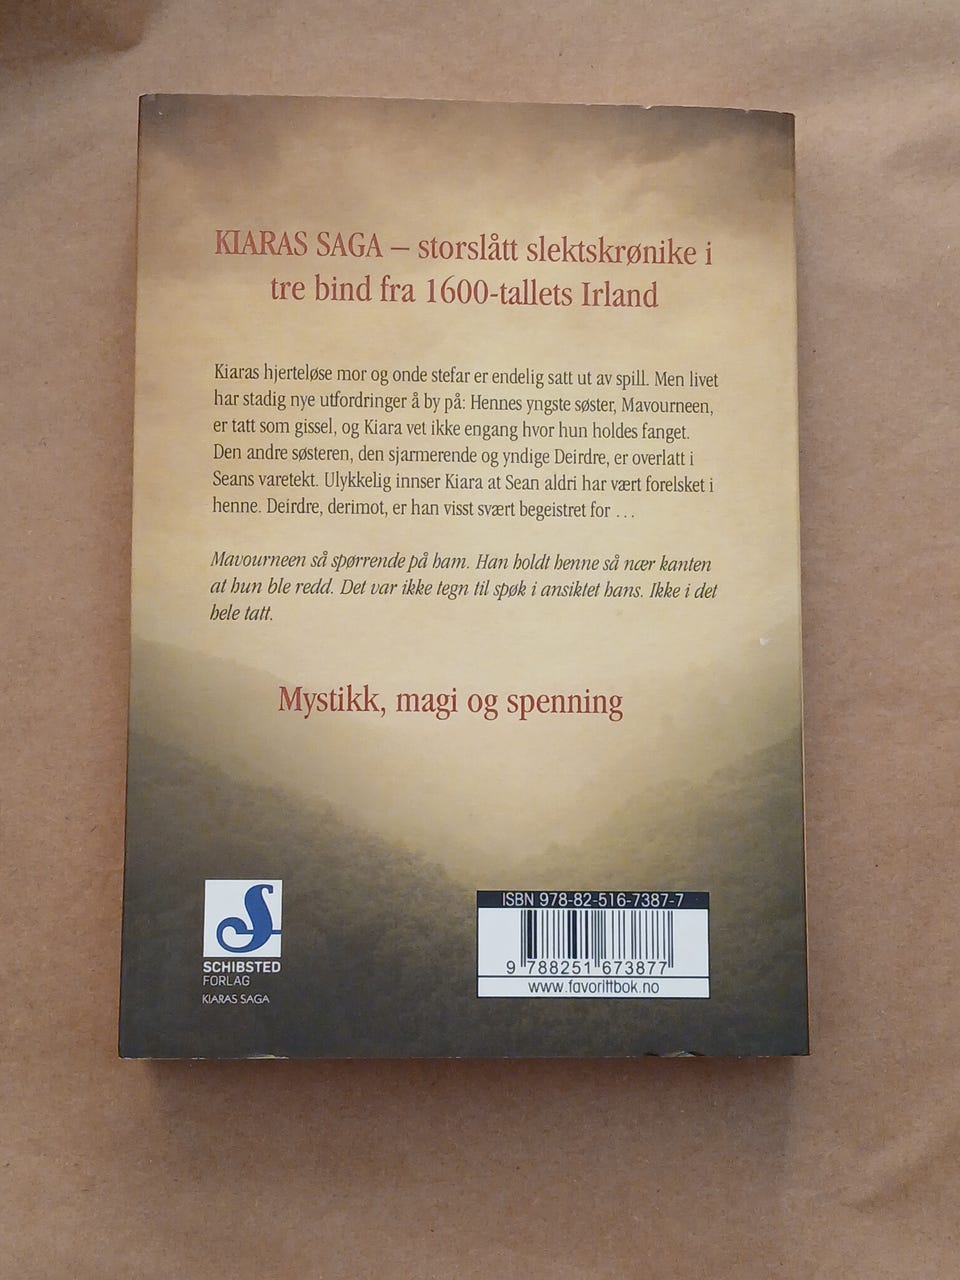 KIARAS SAGA – storslått slektskrønike i
tre bind fra 1600-tallets Irland
Kiaras hjerteløse mor og onde stefar er endelig satt ut av spill. Men livet
har stadig nye utfordringer å by på: Hennes yngste søster, Mavourneen,
er tatt som gissel, og Kiara vet ikke engang hvor hun holdes fanget.
Den andre søsteren, den sjarmerende og yndige Deirdre, er overlatt i
Seans varetekt. Ulykkelig innser Kiara at Sean aldri har vært forelsket i
henne. Deirdre, derimot, er han visst svært begeistret for …
Mavourneen så spørrende på ham. Han holdt henne så nær kanten
at hun ble redd. Det var ikke tegn til spøk i ansiktet hans. Ikke i det
hele tatt.
Mystikk, magi og spenning
S
SCHIBSTED
FORLAG
KIARAS SAGA
ISBN 978-82-516-7387-7
9 788251 673877
www.favorittbok.no